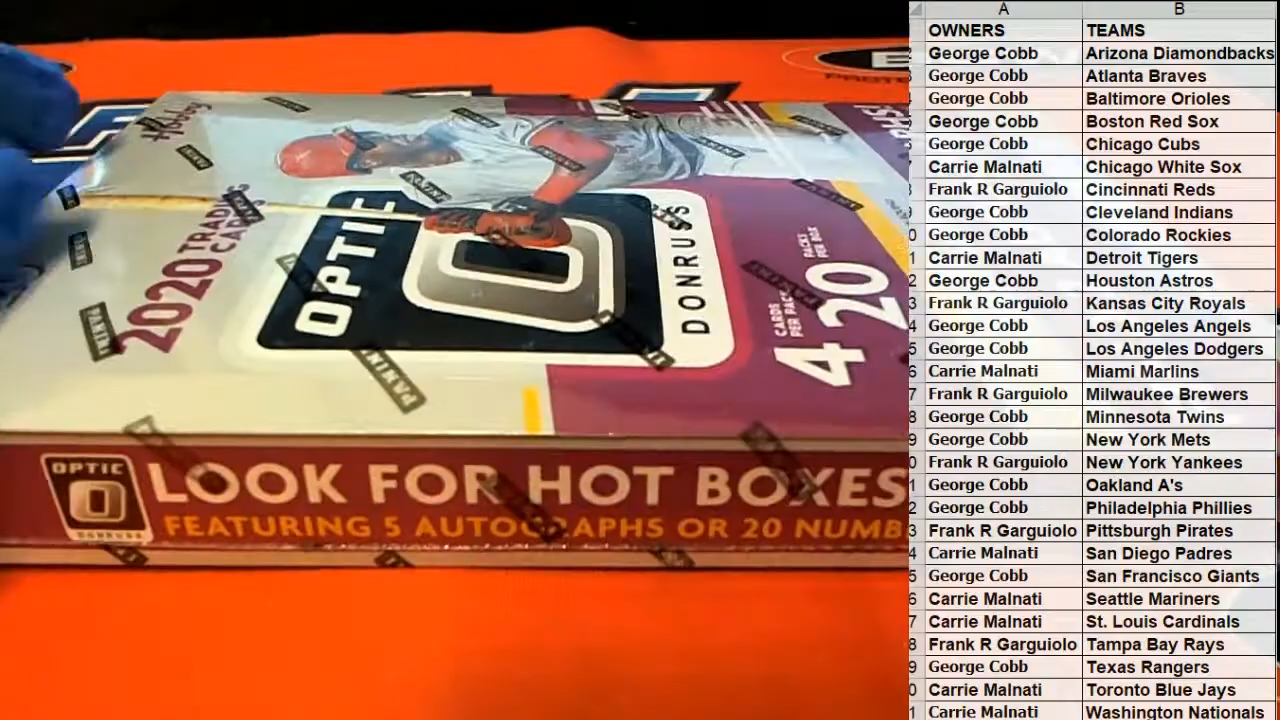 Hobby
2020 TRADING CARDS
OPTIC
DONRUSS
4 CARDS PER PACK
20 PACKS PER BOX
PANINI
OPTIC
DONRUSS
LOOK FOR HOT BOXES
FEATURING 5 AUTOGRAPHS OR 20 NUMB
A B
OWNERS TEAMS
George Cobb Arizona Diamondbacks
George Cobb Atlanta Braves
George Cobb Baltimore Orioles
George Cobb Boston Red Sox
George Cobb Chicago Cubs
Carrie Malnati Chicago White Sox
Frank R Garguiolo Cincinnati Reds
George Cobb Cleveland Indians
George Cobb Colorado Rockies
Carrie Malnati Detroit Tigers
George Cobb Houston Astros
Frank R Garguiolo Kansas City Royals
George Cobb Los Angeles Angels
George Cobb Los Angeles Dodgers
Carrie Malnati Miami Marlins
Frank R Garguiolo Milwaukee Brewers
George Cobb Minnesota Twins
George Cobb New York Mets
Frank R Garguiolo New York Yankees
George Cobb Oakland A's
George Cobb Philadelphia Phillies
Frank R Garguiolo Pittsburgh Pirates
Carrie Malnati San Diego Padres
George Cobb San Francisco Giants
Carrie Malnati Seattle Mariners
Carrie Malnati St. Louis Cardinals
Frank R Garguiolo Tampa Bay Rays
George Cobb Texas Rangers
Carrie Malnati Toronto Blue Jays
Carrie Malnati Washington Nationals